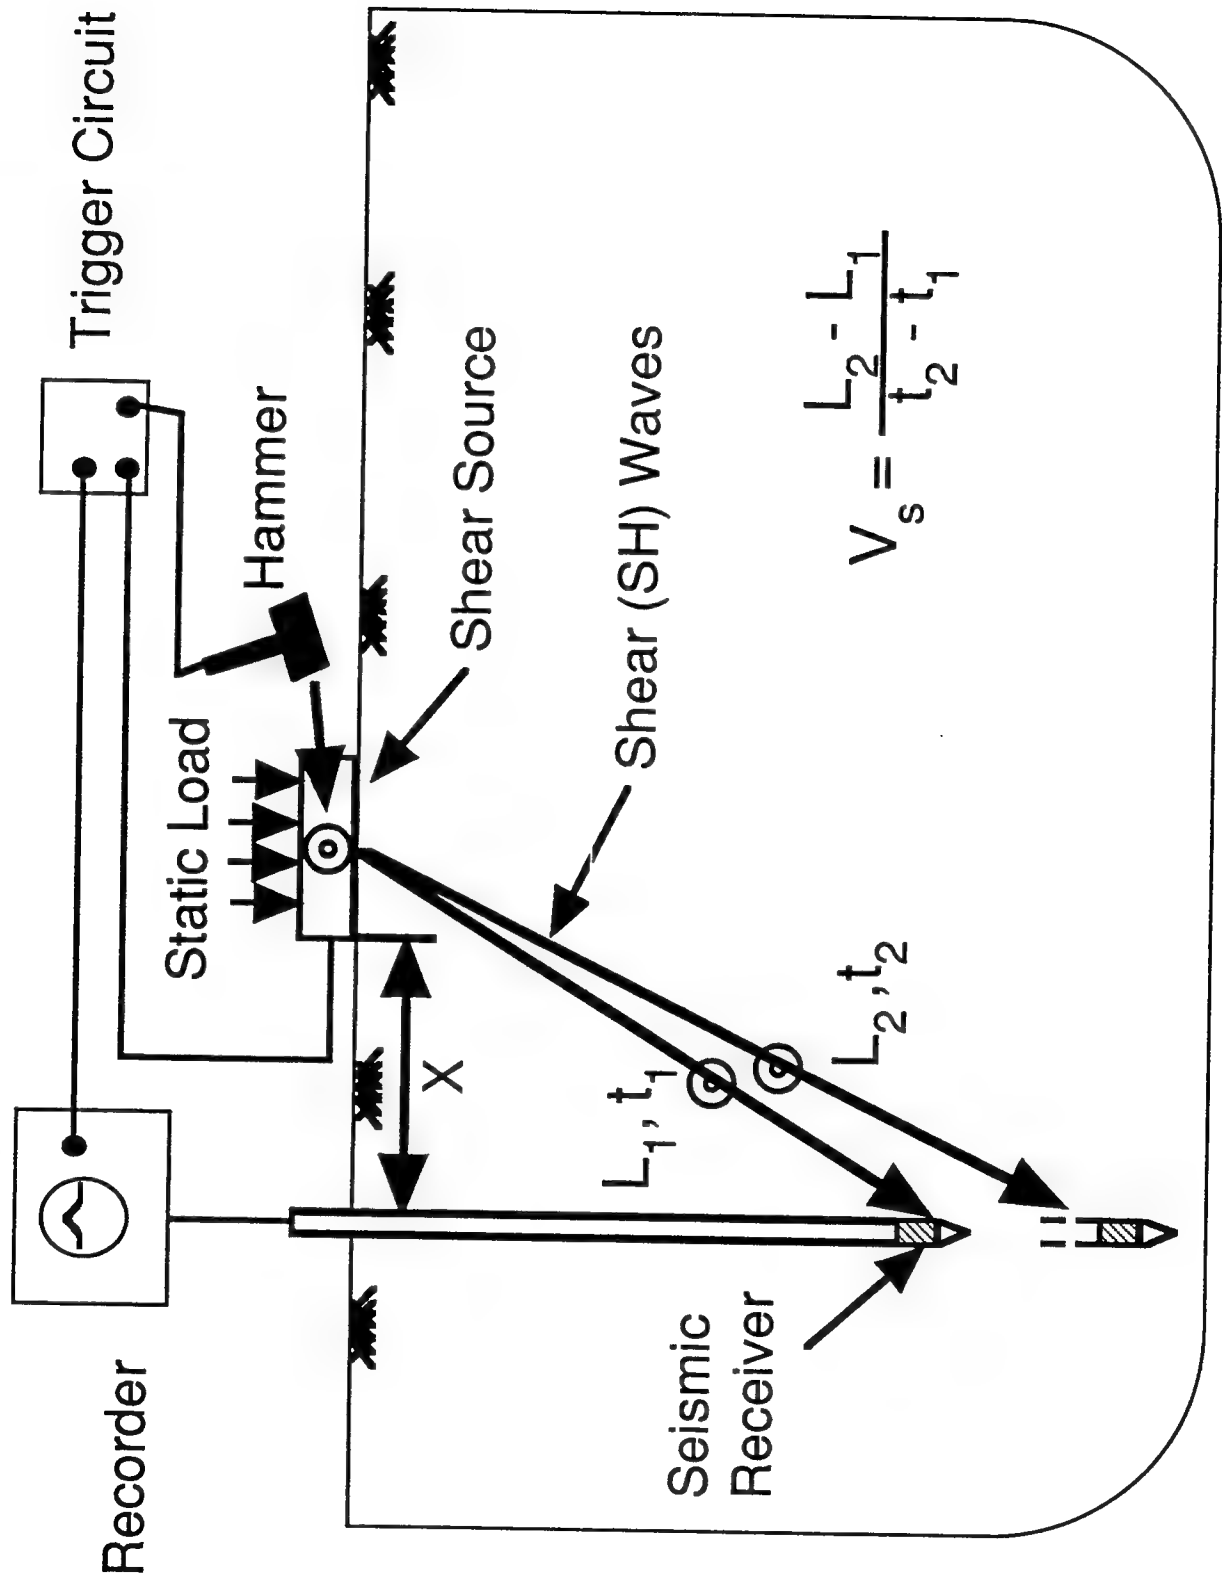 Trigger Circuit
Hammer
Static Load
Recorder
Shear Source
Shear (SH) Waves
X
L₁, t₁
L₂, t₂
Seismic
Receiver
V_s = (L₂ - L₁) / (t₂ - t₁)